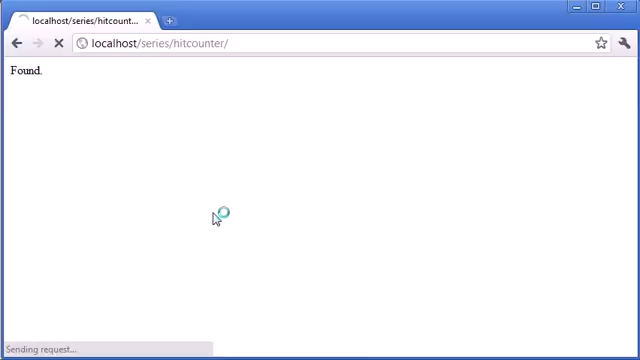 localhost/series/hitcount...
localhost/series/hitcounter/
Found.
Sending request...